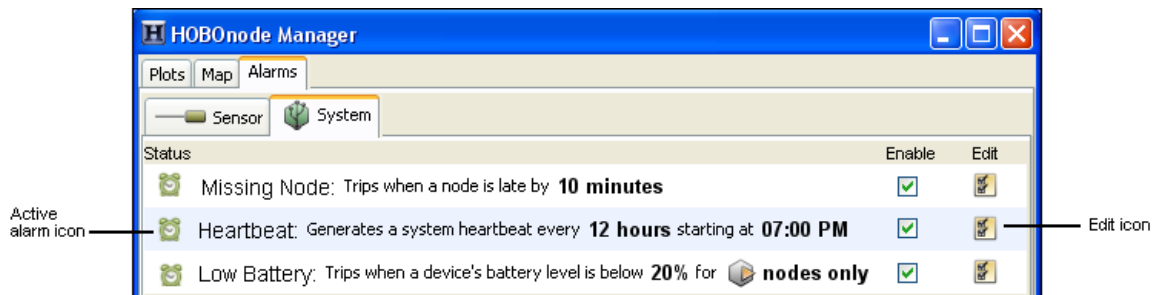 HOBOnode Manager
Plots Map Alarms
Sensor System
Status Enable Edit
Missing Node: Trips when a node is late by 10 minutes
Active
alarm icon
Heartbeat: Generates a system heartbeat every 12 hours starting at 07:00 PM
Edit icon
Low Battery: Trips when a device's battery level is below 20% for nodes only